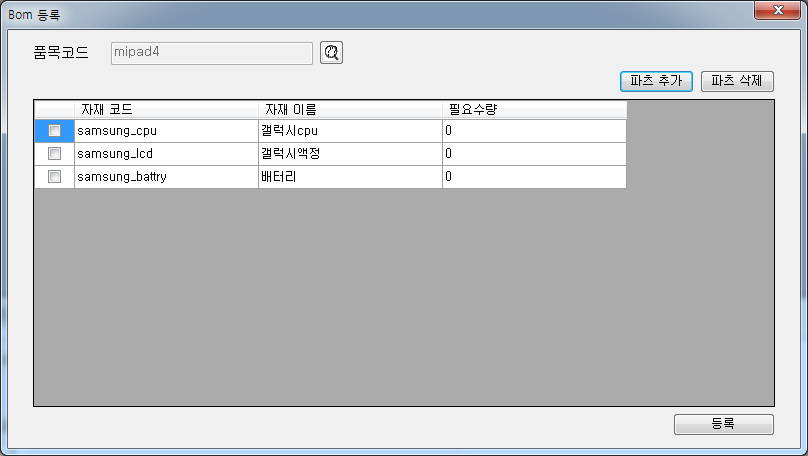 Bom 등록
품목코드 mipad4
파츠 추가 파츠 삭제
자재 코드 자재 이름 필요수량
samsung_cpu 갤럭시cpu 0
samsung_lcd 갤럭시액정 0
samsung_battry 배터리 0
등록